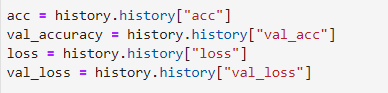 acc = history.history["acc"]
val_accuracy = history.history["val_acc"]
loss = history.history["loss"]
val_loss = history.history["val_loss"]